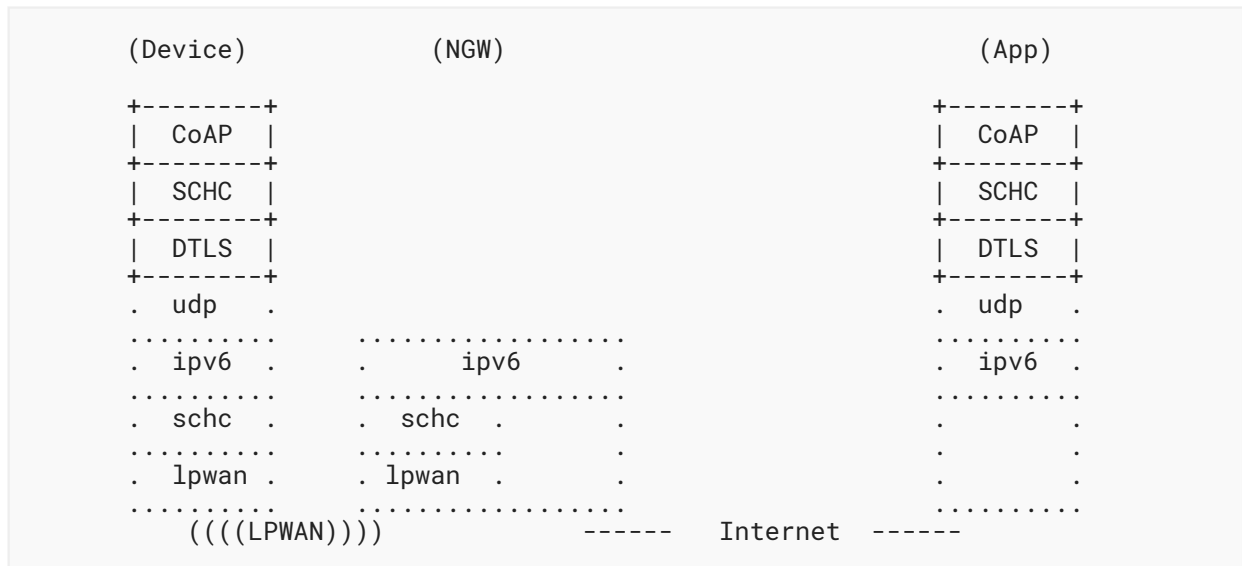 (Device) (NGW) (App)
+--------+ +--------+
| CoAP | | CoAP |
+--------+ +--------+
| SCHC | | SCHC |
+--------+ +--------+
| DTLS | | DTLS |
+--------+ +--------+
. udp . . udp .
.......... .................. ..........
. ipv6 . . ipv6 . . ipv6 .
.......... .................. ..........
. schc . . schc . . . .
.......... .......... . . .
. lpwan . . lpwan . . . .
.......... .................. ..........
((((LPWAN)))) ------ Internet ------